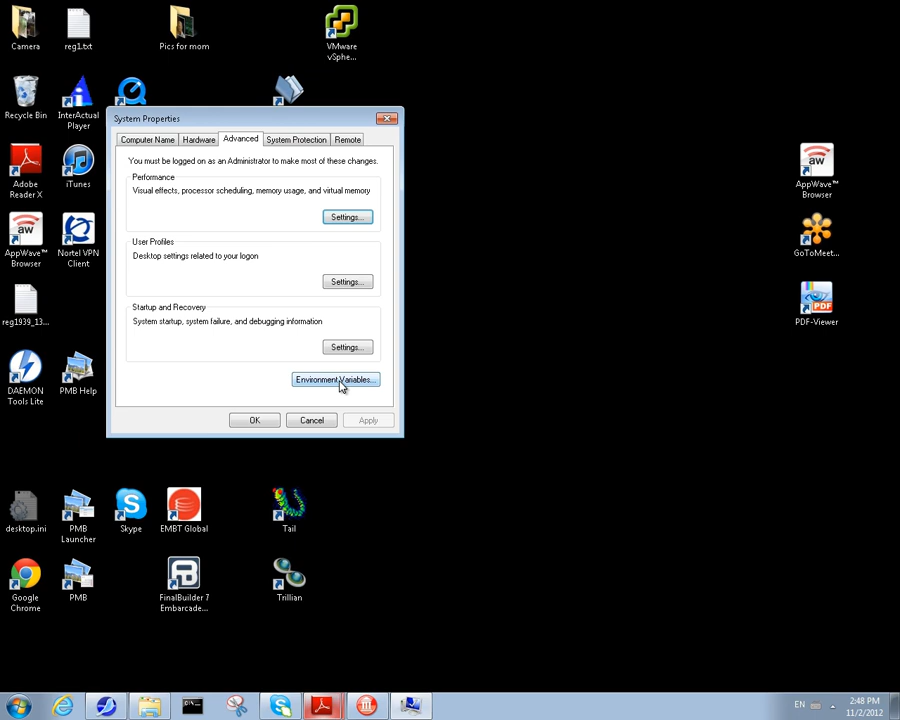 Camera
reg1.txt
Pics for mom
VMware
vSphe...
Recycle Bin
InterActual
Player
System Properties
Computer Name
Hardware
Advanced
System Protection
Remote
You must be logged on as an Administrator to make most of these changes.
Performance
Visual effects, processor scheduling, memory usage, and virtual memory
Settings...
User Profiles
Desktop settings related to your logon
Settings...
Startup and Recovery
System startup, system failure, and debugging information
Settings...
Environment Variables...
OK
Cancel
Apply
Adobe
Reader X
iTunes
aw
AppWave™
Browser
aw
AppWave™
Browser
Nortel VPN
Client
GoToMeet...
reg1939_13...
PDF
PDF-Viewer
DAEMON
Tools Lite
PMB Help
desktop.ini
PMB
Launcher
Skype
EMBT Global
Tail
Google
Chrome
PMB
FinalBuilder 7
Embarcade...
Trillian
EN
2:48 PM
11/2/2012